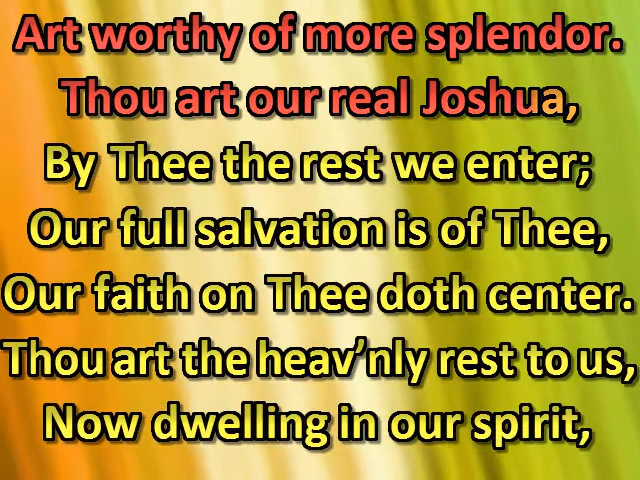 Art worthy of more splendor.
Thou art our real Joshua,
By Thee the rest we enter;
Our full salvation is of Thee,
Our faith on Thee doth center.
Thou art the heav’nly rest to us,
Now dwelling in our spirit,